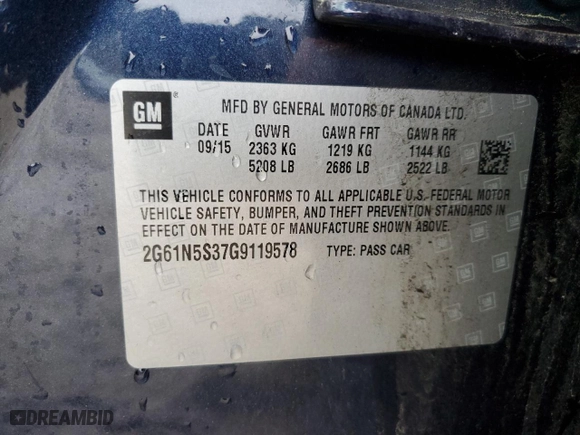 GM
MFD BY GENERAL MOTORS OF CANADA LTD.
DATE GVWR GAWR FRT GAWR RR
09/15 2363 KG 1219 KG 1144 KG
5208 LB 2686 LB 2522 LB
THIS VEHICLE CONFORMS TO ALL APPLICABLE U.S. FEDERAL MOTOR
VEHICLE SAFETY, BUMPER, AND THEFT PREVENTION STANDARDS IN
EFFECT ON THE DATE OF MANUFACTURE SHOWN ABOVE.
2G61N5S37G9119578 TYPE: PASS CAR
DREAMBID